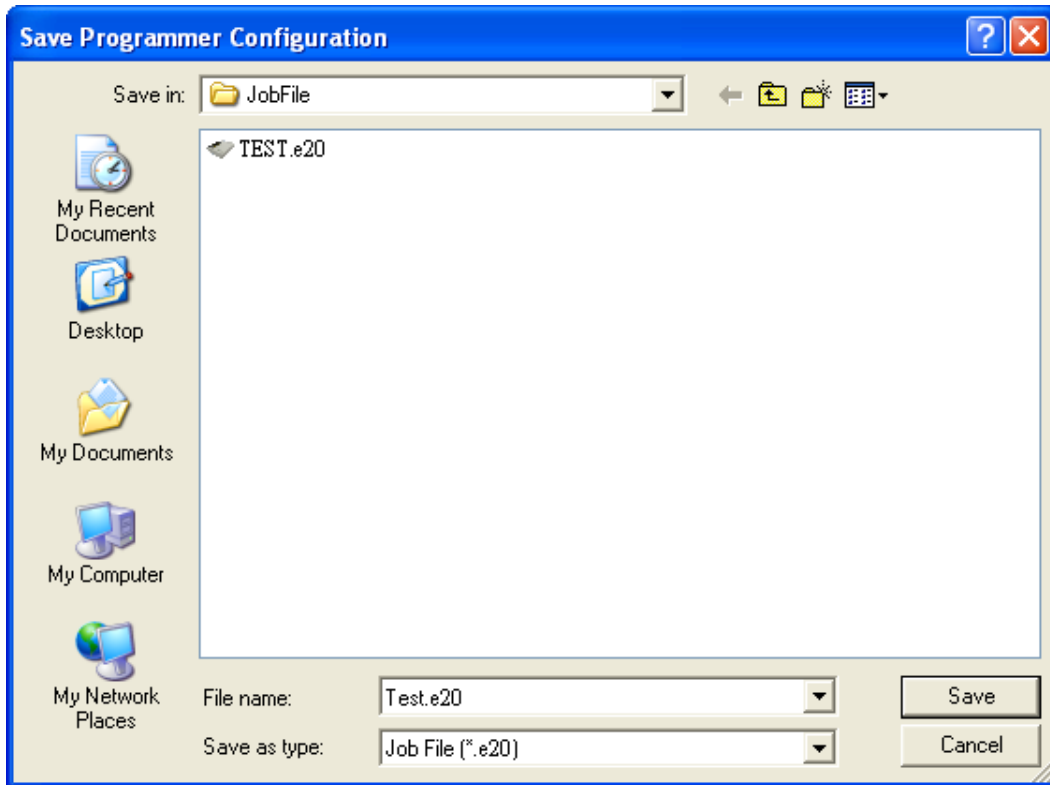 Save Programmer Configuration
Save in: JobFile
TEST.e20
My Recent
Documents
Desktop
My Documents
My Computer
My Network
Places
File name: Test.e20 Save
Save as type: Job File (*.e20) Cancel